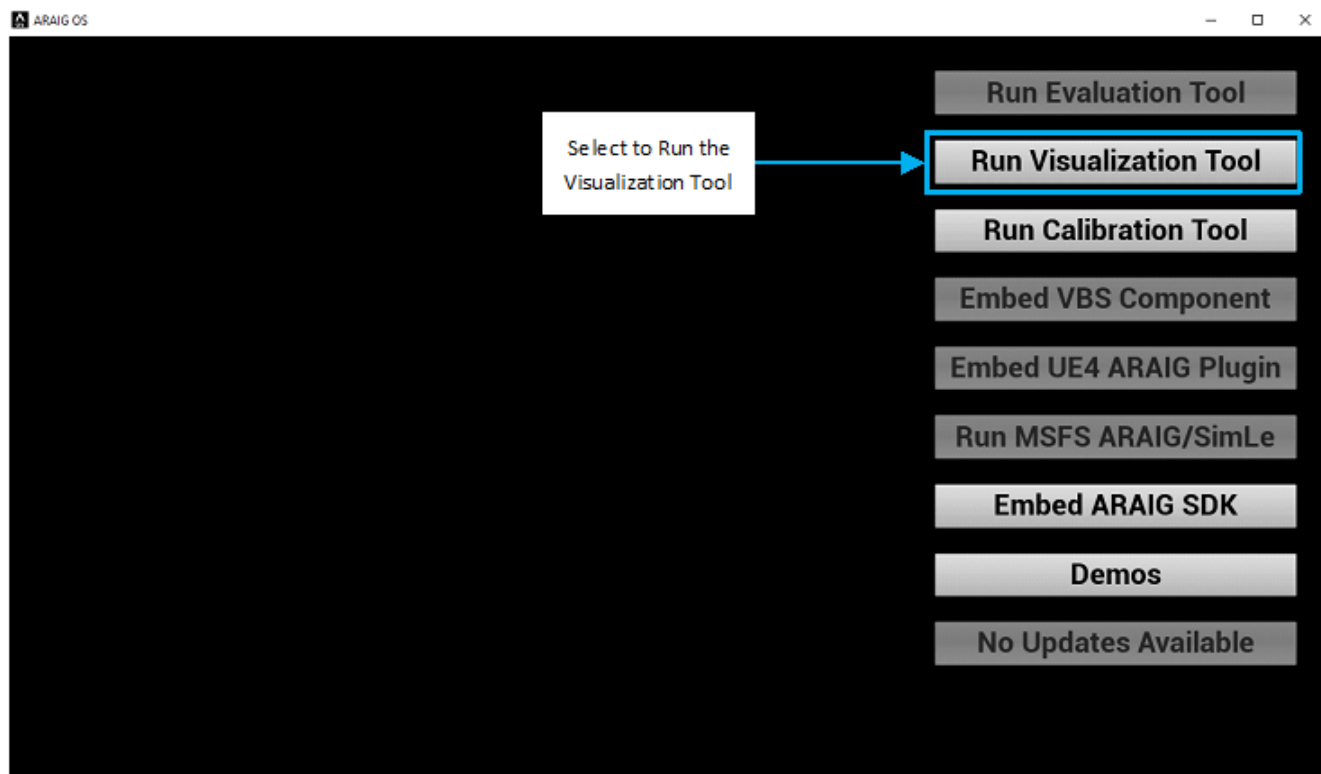 ARAIG OS
Run Evaluation Tool
Select to Run the
Visualization Tool
Run Visualization Tool
Run Calibration Tool
Embed VBS Component
Embed UE4 ARAIG Plugin
Run MSFS ARAIG/SimLe
Embed ARAIG SDK
Demos
No Updates Available